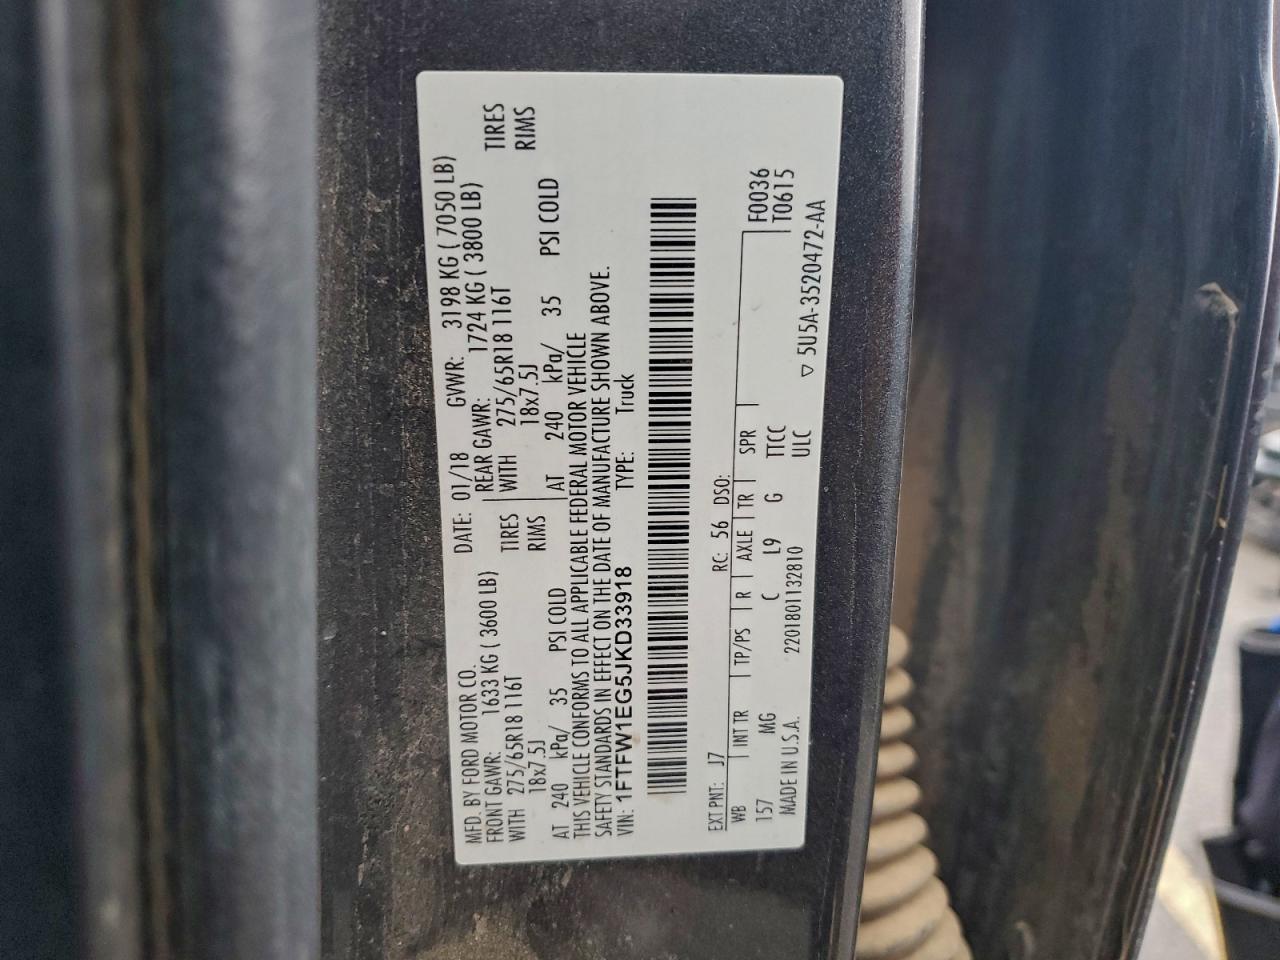 MFD. BY FORD MOTOR CO. DATE: 01/18 GVWR: 3198 KG ( 7050 LB)
FRONT GAWR: 1633 KG ( 3600 LB) REAR GAWR: 1724 KG ( 3800 LB)
WITH 275/65R18 116T TIRES WITH 275/65R18 116T TIRES
18x7.5J RIMS 18x7.5J RIMS
AT 240 kPa/ 35 PSI COLD AT 240 kPa/ 35 PSI COLD
THIS VEHICLE CONFORMS TO ALL APPLICABLE FEDERAL MOTOR VEHICLE
SAFETY STANDARDS IN EFFECT ON THE DATE OF MANUFACTURE SHOWN ABOVE.
VIN: 1FTFW1EG5JKD33918 TYPE: Truck
EXT PNT: J7 RC: 56 DSO:
WB INT TR TP/PS R AXLE TR SPR F0036
157 MG C L9 G TTCC T0615
MADE IN U.S.A. 2201801132810 ULC ▽ 5U5A-3520472-AA